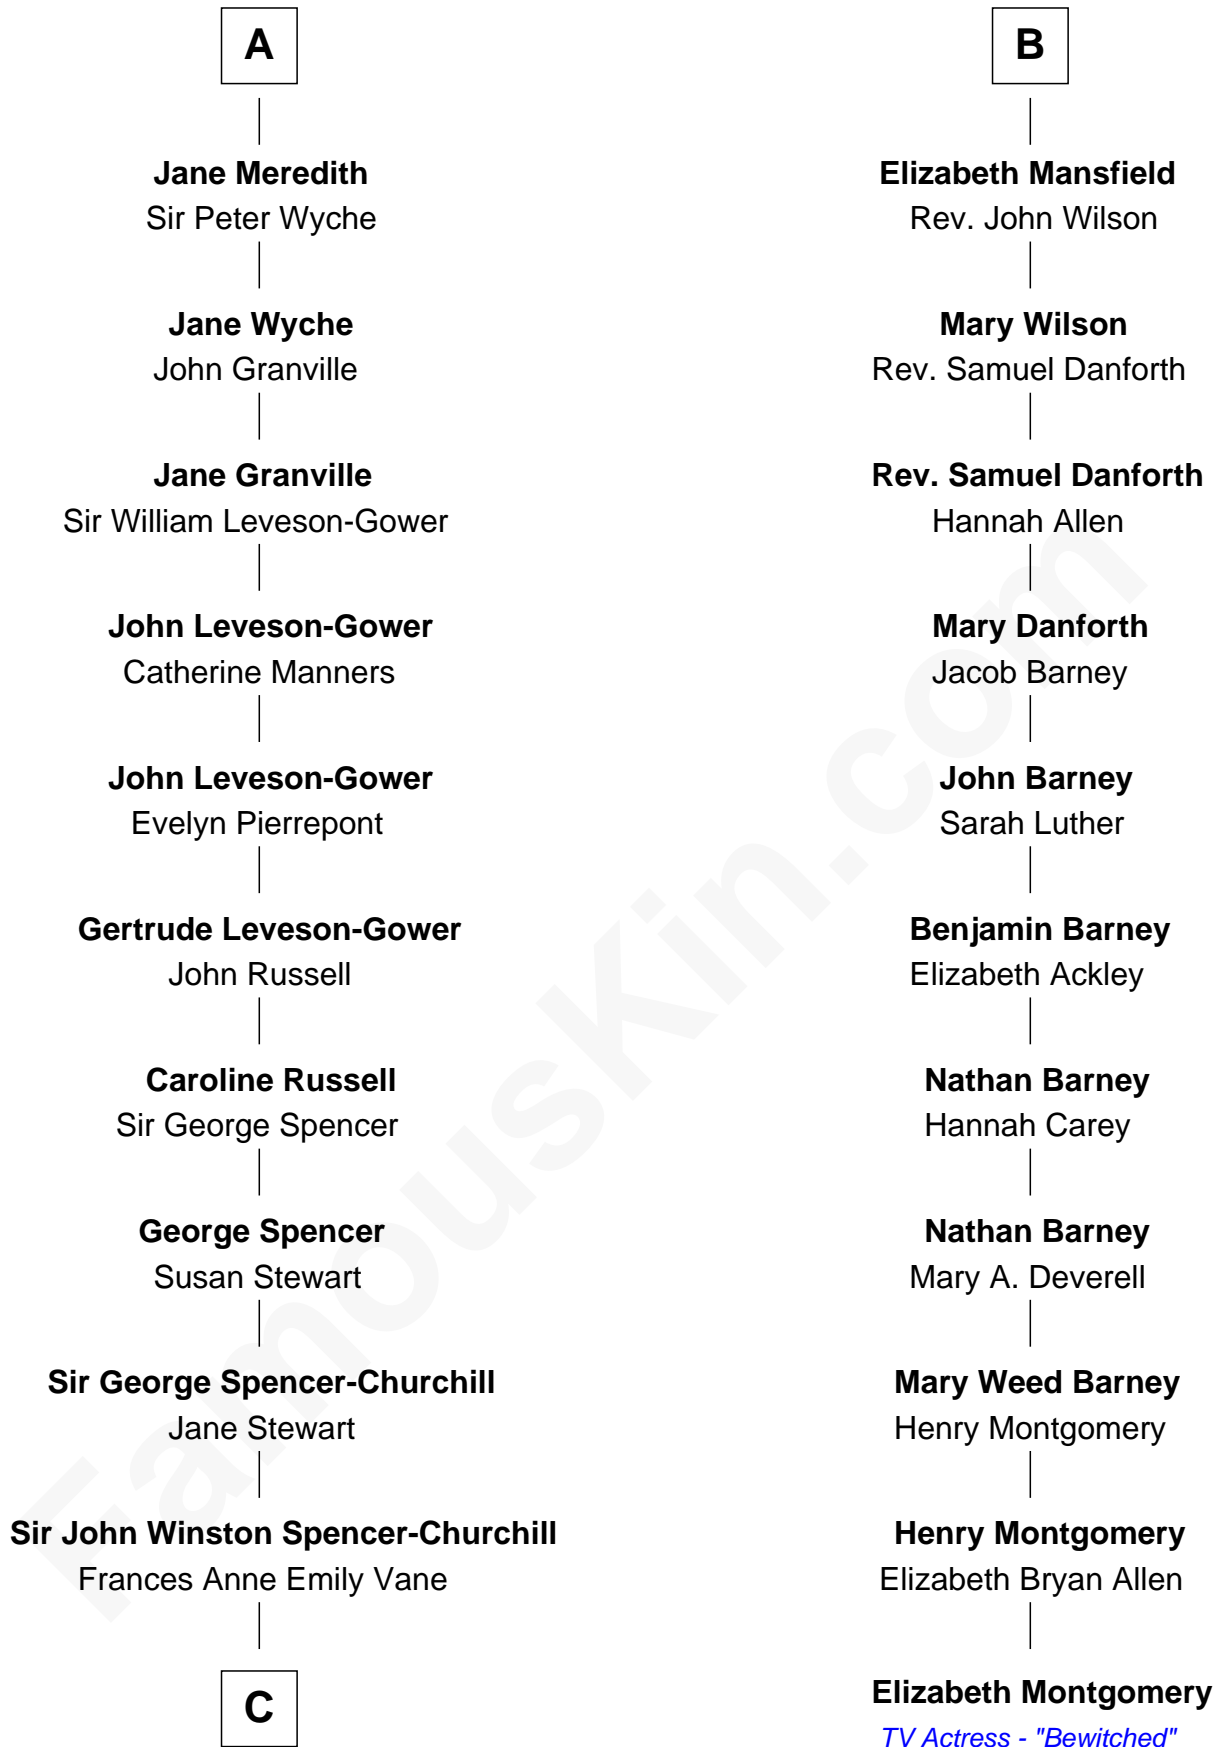 A
Jane Meredith
Sir Peter Wyche
Jane Wyche
John Granville
Jane Granville
Sir William Leveson-Gower
John Leveson-Gower
Catherine Manners
John Leveson-Gower
Evelyn Pierrepont
Gertrude Leveson-Gower
John Russell
Caroline Russell
Sir George Spencer
George Spencer
Susan Stewart
Sir George Spencer-Churchill
Jane Stewart
Sir John Winston Spencer-Churchill
Frances Anne Emily Vane
C
B
Elizabeth Mansfield
Rev. John Wilson
Mary Wilson
Rev. Samuel Danforth
Rev. Samuel Danforth
Hannah Allen
Mary Danforth
Jacob Barney
John Barney
Sarah Luther
Benjamin Barney
Elizabeth Ackley
Nathan Barney
Hannah Carey
Nathan Barney
Mary A. Deverell
Mary Weed Barney
Henry Montgomery
Henry Montgomery
Elizabeth Bryan Allen
Elizabeth Montgomery
TV Actress - "Bewitched"
FamousKin.com